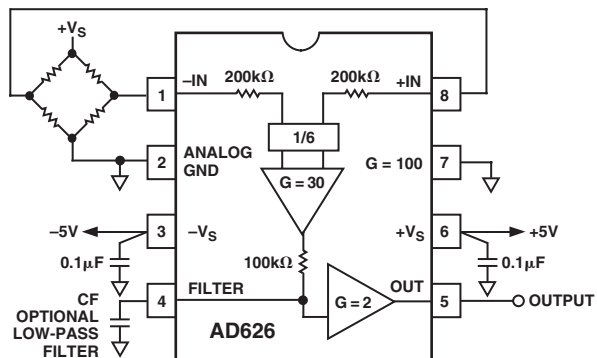 +VS
–IN
200kΩ
200kΩ
+IN
1
8
1/6
2
ANALOG
GND
G = 30
G = 100
7
–5V
3
–VS
+VS
6
+5V
0.1µF
100kΩ
0.1µF
CF
OPTIONAL
LOW-PASS
FILTER
4
FILTER
G = 2
OUT
5
OUTPUT
AD626